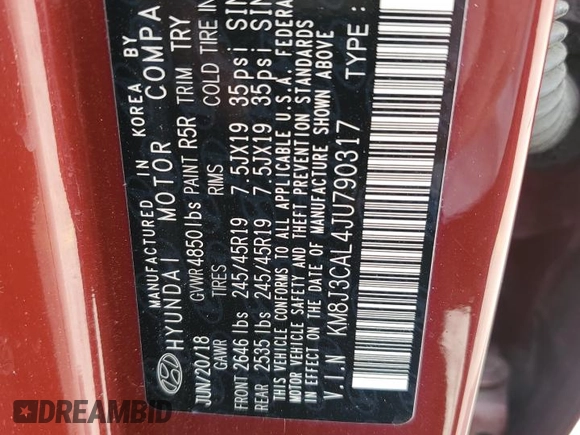 MANUFACTURED IN KOREA BY
HYUNDAI MOTOR COMPA
JUN/20/18 GVWR 4850 lbs PAINT R5R TRIM TRY
GAWR RIMS COLD TIRE IN
FRONT 2646 lbs 245/45R19 7.5JX19 35psi SIN
REAR 2535 lbs 245/45R19 7.5JX19 35psi SIN
THIS VEHICLE CONFORMS TO ALL APPLICABLE U.S.A. FEDERA
MOTOR VEHICLE SAFETY AND THEFT PREVENTION STANDARDS
IN EFFECT ON THE DATE OF MANUFACTURE SHOWN ABOVE
V.I.N KM8J3CAL4JU790317 TYPE :
DREAMBID